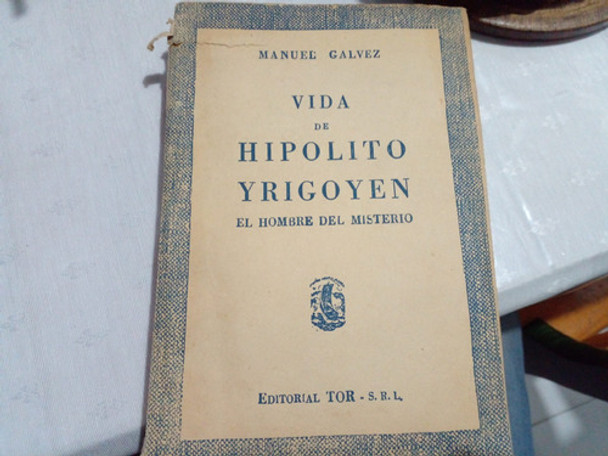 MANUEL GALVEZ
VIDA
DE
HIPOLITO
YRIGOYEN
EL HOMBRE DEL MISTERIO
EDITORIAL TOR - S. R. L.